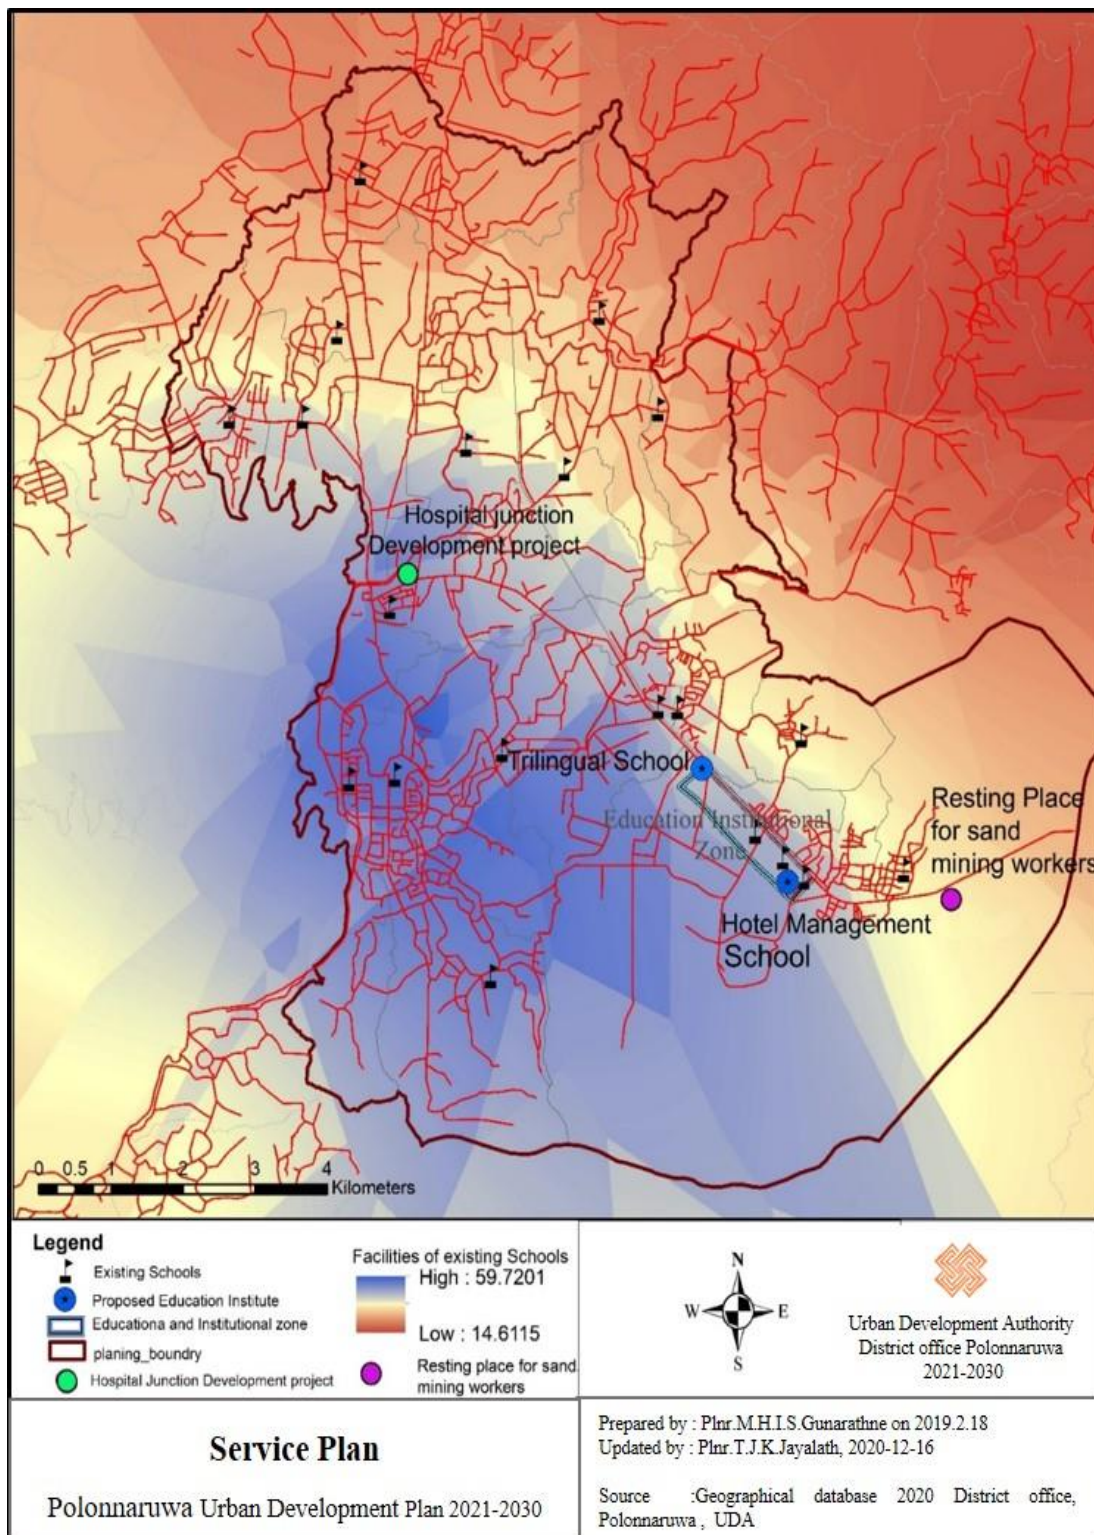 Hospital junction
Development project
Trilingual School
Education Institutional
Zone
Resting Place
for sand
mining workers
Hotel Management
School
0 0.5 1 2 3 4
Kilometers
Legend
Existing Schools
Proposed Education Institute
Educationa and Institutional zone
planing_boundry
Hospital Junction Development project
Facilities of existing Schools
High : 59.7201
Low : 14.6115
Resting place for sand
mining workers
N
W E
S
Urban Development Authority
District office Polonnaruwa
2021-2030
Service Plan
Polonnaruwa Urban Development Plan 2021-2030
Prepared by : Plnr.M.H.I.S.Gunarathne on 2019.2.18
Updated by : Plnr.T.J.K.Jayalath, 2020-12-16
Source :Geographical database 2020 District office,
Polonnaruwa , UDA